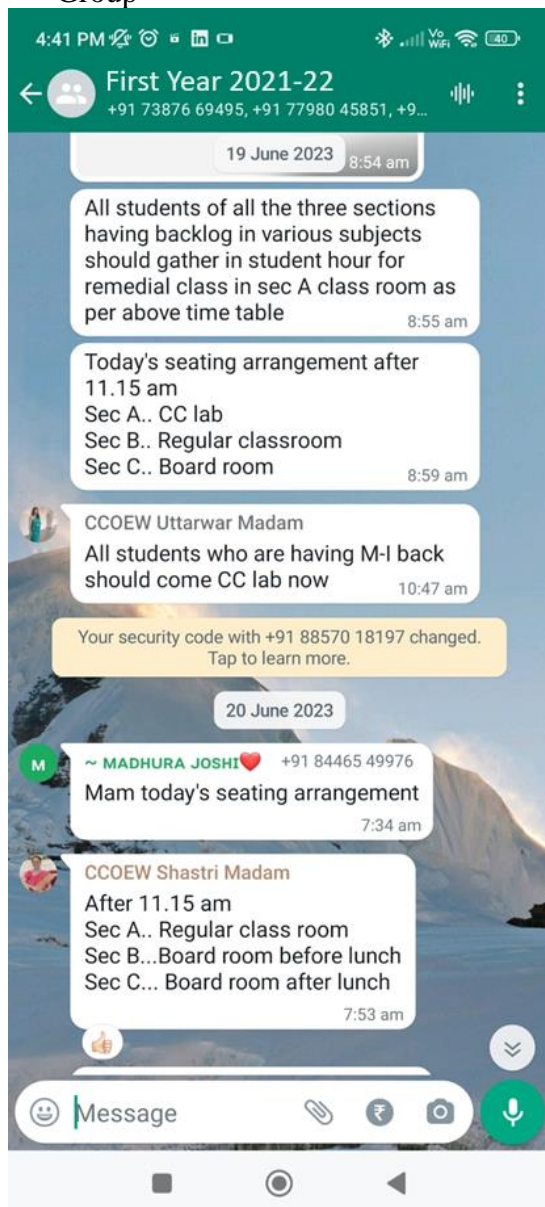 Group
4:41 PM
Vo
WiFi
40
First Year 2021-22
+91 73876 69495, +91 77980 45851, +9...
19 June 2023
8:54 am
All students of all the three sections
having backlog in various subjects
should gather in student hour for
remedial class in sec A class room as
per above time table
8:55 am
Today's seating arrangement after
11.15 am
Sec A.. CC lab
Sec B.. Regular classroom
Sec C.. Board room
8:59 am
CCOEW Uttarwar Madam
All students who are having M-I back
should come CC lab now
10:47 am
Your security code with +91 88570 18197 changed.
Tap to learn more.
20 June 2023
M
~ MADHURA JOSHI❤️ +91 84465 49976
Mam today's seating arrangement
7:34 am
CCOEW Shastri Madam
After 11.15 am
Sec A.. Regular class room
Sec B...Board room before lunch
Sec C... Board room after lunch
7:53 am
Message